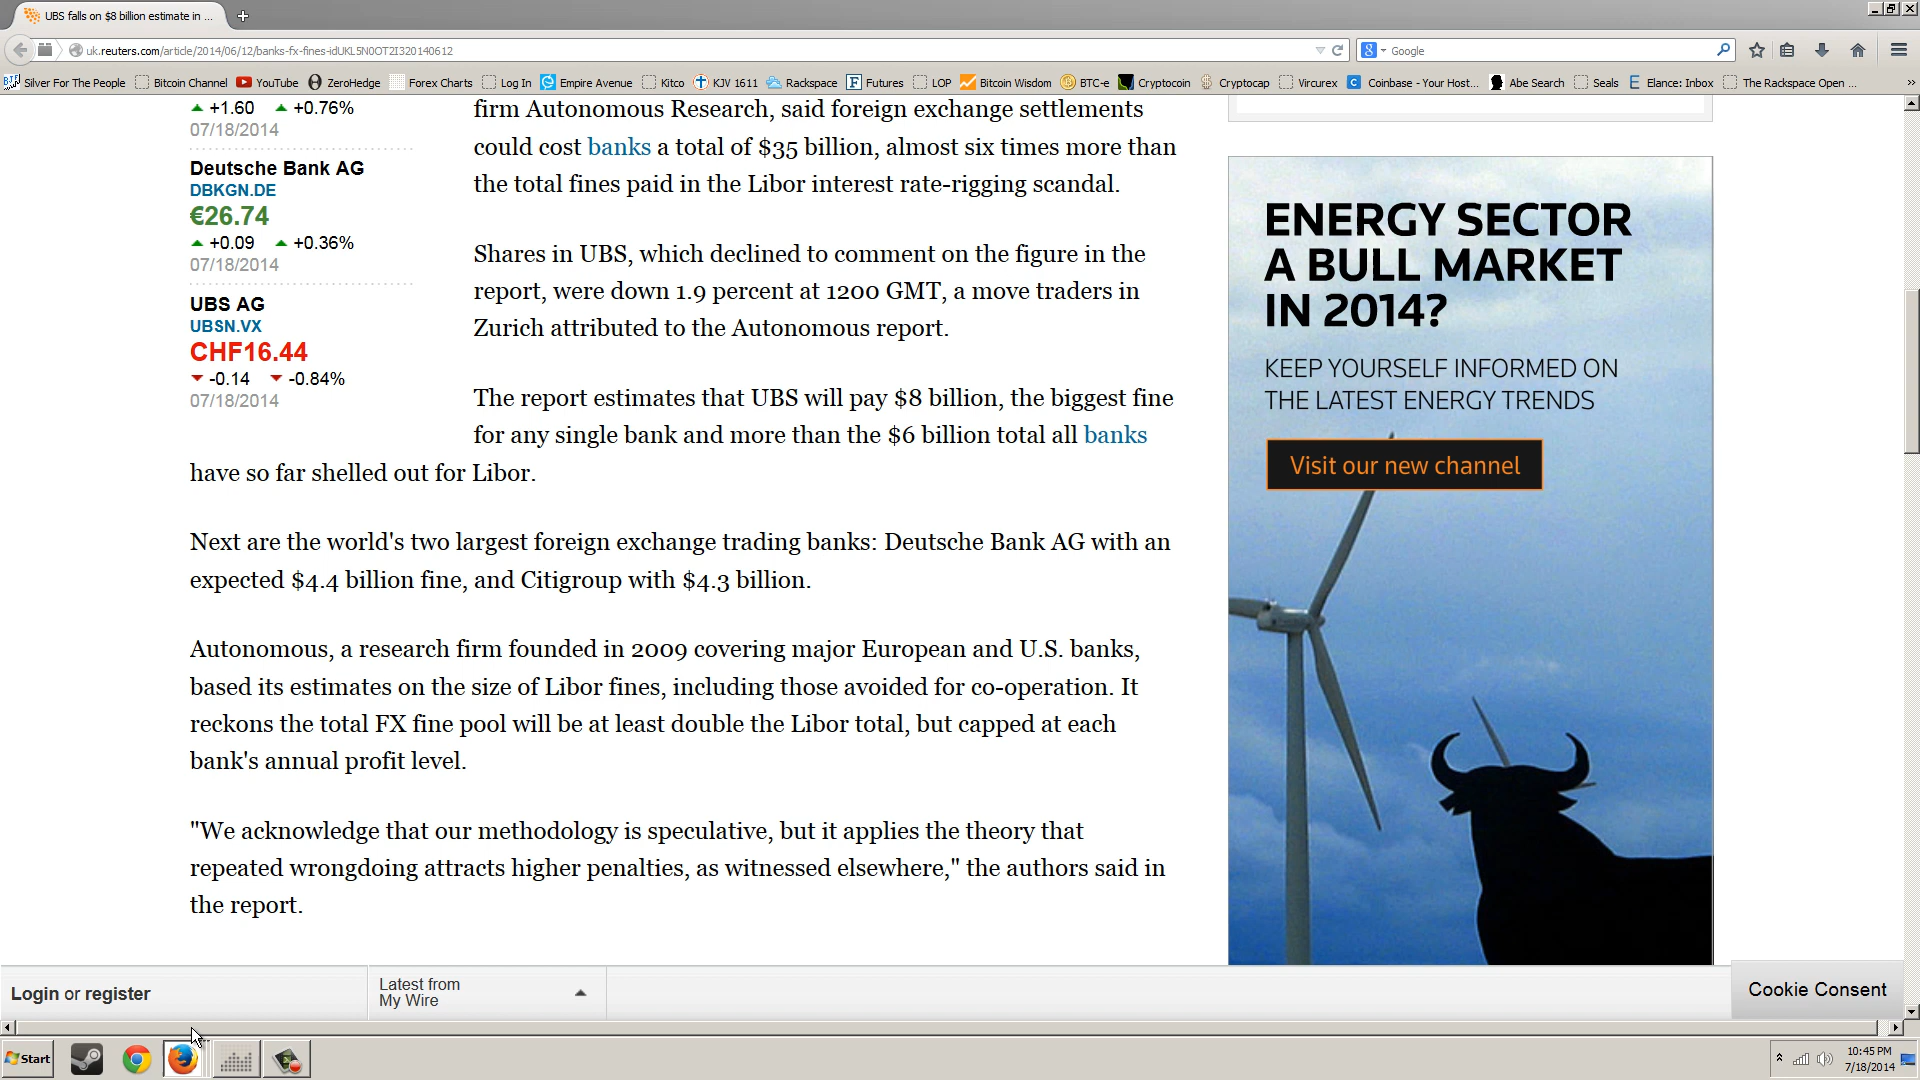 UBS falls on $8 billion estimate in ...
uk.reuters.com/article/2014/06/12/banks-fx-fines-idUKL5N0OT2I320140612
Google
Silver For The People
Bitcoin Channel
YouTube
ZeroHedge
Forex Charts
Log In
Empire Avenue
Kitco
KJV 1611
Rackspace
Futures
LOP
Bitcoin Wisdom
BTC-e
Cryptocoin
Cryptocap
Vircurex
Coinbase - Your Host...
Abe Search
Seals
Elance: Inbox
The Rackspace Open ...
+1.60 +0.76%
07/18/2014
Deutsche Bank AG
DBKGN.DE
€26.74
+0.09 +0.36%
07/18/2014
UBS AG
UBSN.VX
CHF16.44
-0.14 -0.84%
07/18/2014
firm Autonomous Research, said foreign exchange settlements
could cost banks a total of $35 billion, almost six times more than
the total fines paid in the Libor interest rate-rigging scandal.
Shares in UBS, which declined to comment on the figure in the
report, were down 1.9 percent at 1200 GMT, a move traders in
Zurich attributed to the Autonomous report.
The report estimates that UBS will pay $8 billion, the biggest fine
for any single bank and more than the $6 billion total all banks
have so far shelled out for Libor.
Next are the world's two largest foreign exchange trading banks: Deutsche Bank AG with an
expected $4.4 billion fine, and Citigroup with $4.3 billion.
Autonomous, a research firm founded in 2009 covering major European and U.S. banks,
based its estimates on the size of Libor fines, including those avoided for co-operation. It
reckons the total FX fine pool will be at least double the Libor total, but capped at each
bank's annual profit level.
"We acknowledge that our methodology is speculative, but it applies the theory that
repeated wrongdoing attracts higher penalties, as witnessed elsewhere," the authors said in
the report.
ENERGY SECTOR
A BULL MARKET
IN 2014?
KEEP YOURSELF INFORMED ON
THE LATEST ENERGY TRENDS
Visit our new channel
Login or register
Latest from
My Wire
Cookie Consent
Start
10:45 PM
7/18/2014